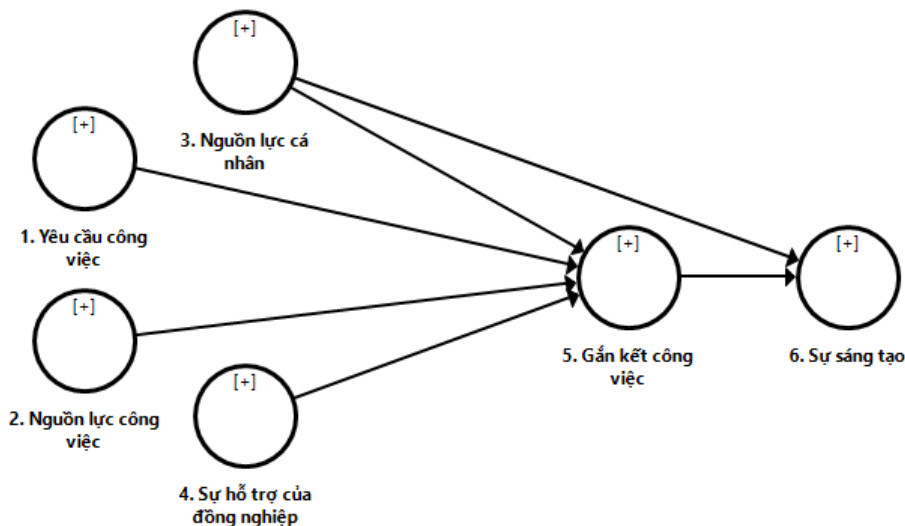 [+]
3. Nguồn lực cá
nhân
[+]
1. Yêu cầu công
việc
[+]
5. Gắn kết công
việc
[+]
6. Sự sáng tạo
[+]
2. Nguồn lực công
việc
[+]
4. Sự hỗ trợ của
đồng nghiệp